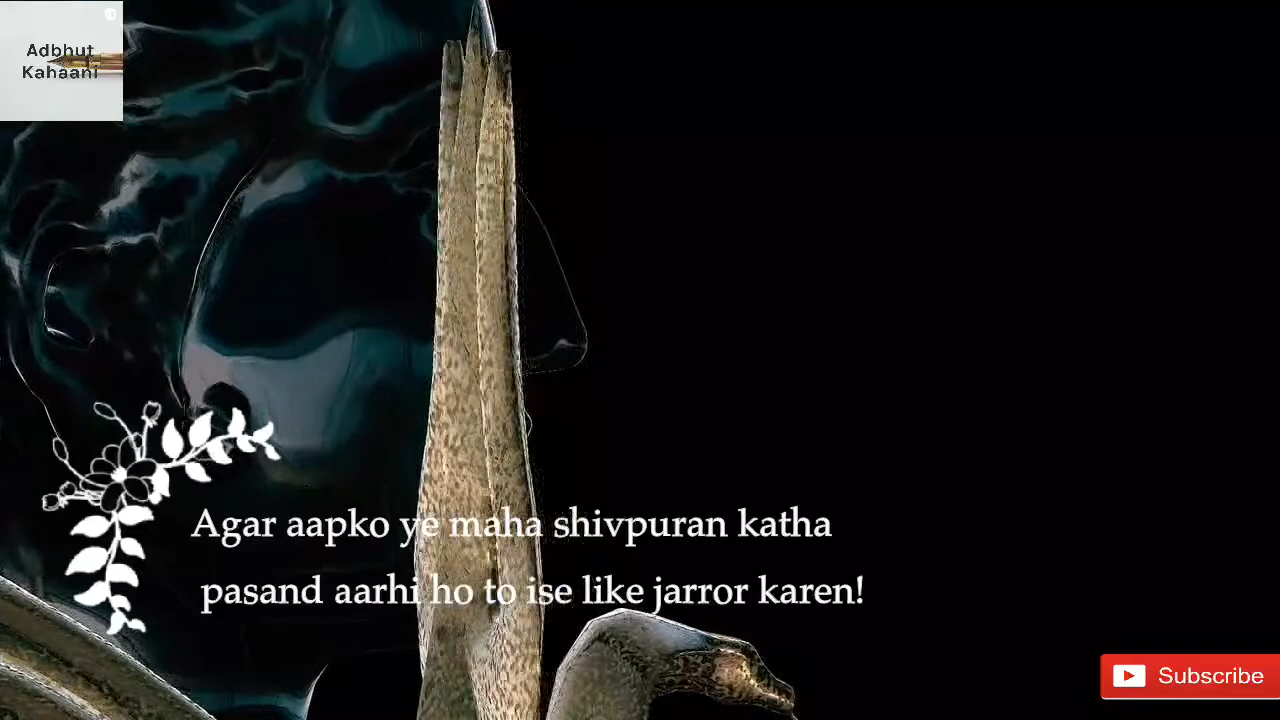 Adbhut
Kahaani
Agar aapko ye maha shivpuran katha
pasand aarhi ho to ise like jarror karen!
Subscribe